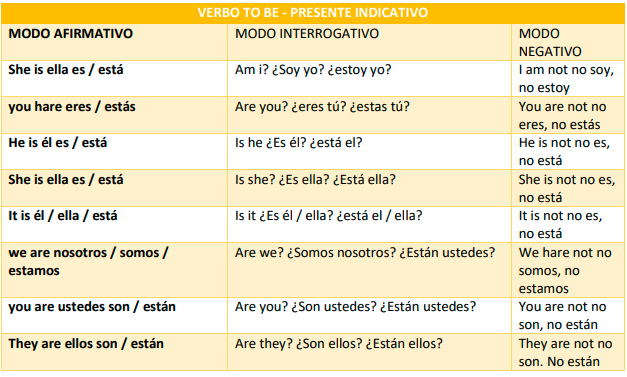 VERBO TO BE - PRESENTE INDICATIVO
MODO AFIRMATIVO MODO INTERROGATIVO MODO
NEGATIVO
She is ella es / está Am i? ¿Soy yo? ¿estoy yo? I am not no soy,
no estoy
you hare eres / estás Are you? ¿eres tú? ¿estas tú? You are not no
eres, no estás
He is él es / está Is he ¿Es él? ¿está el? He is not no es,
no está
She is ella es / está Is she? ¿Es ella? ¿Está ella? She is not no es,
no está
It is él / ella / está Is it ¿Es él / ella? ¿está el / ella? It is not no es,
no está
we are nosotros / somos / Are we? ¿Somos nosotros? ¿Están ustedes? We hare not no
estamos somos, no
estamos
you are ustedes son / están Are you? ¿Son ustedes? ¿Están ustedes? You are not no
son, no están
They are ellos son / están Are they? ¿Son ellos? ¿Están ellos? They are not no
son. No están